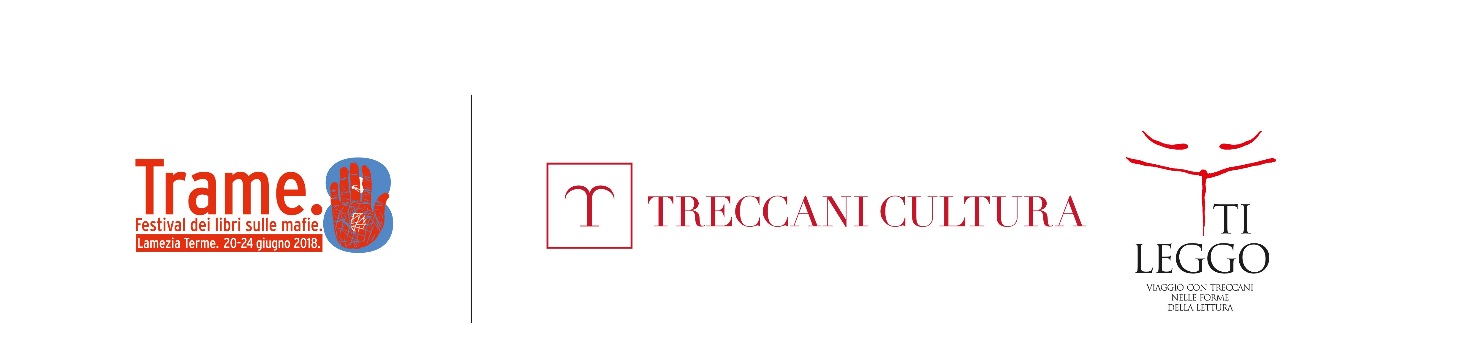 Trame.
Festival dei libri sulle mafie.
Lamezia Terme. 20-24 giugno 2018.
TRECCANI CULTURA
TI
LEGGO
VIAGGIO CON TRECCANI
NELLE FORME
DELLA LETTURA